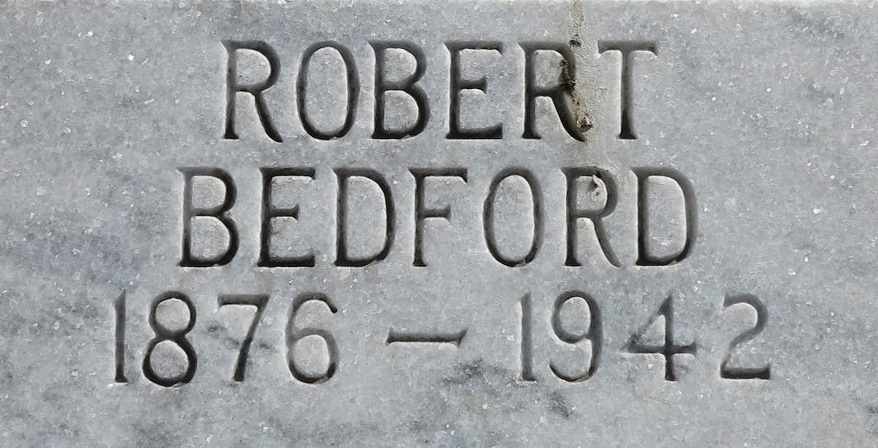 ROBERT
BEDFORD
1876 — 1942